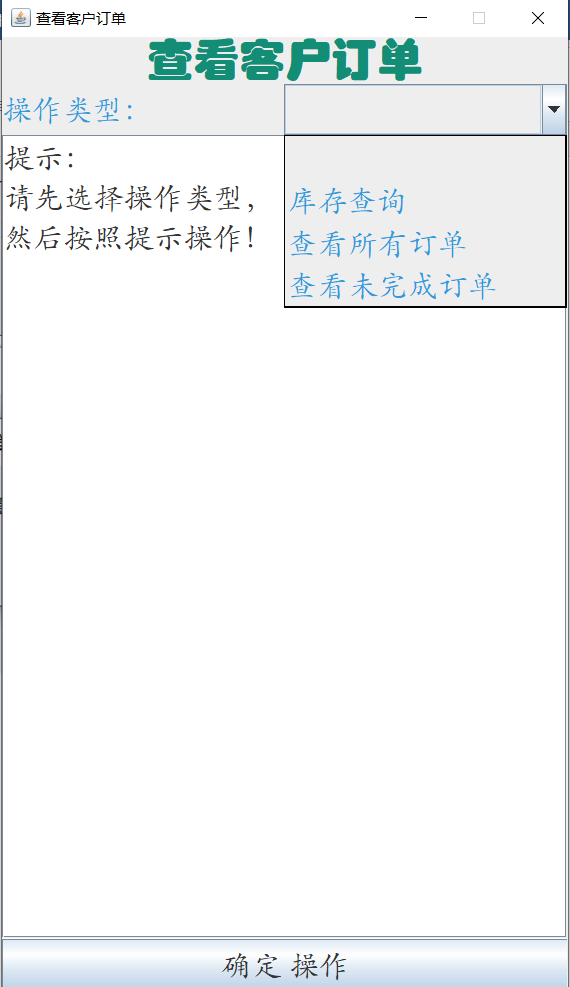 查看客户订单
查看客户订单
操作类型：
提示：
请先选择操作类型，
然后按照提示操作！
库存查询
查看所有订单
查看未完成订单
确定 操作